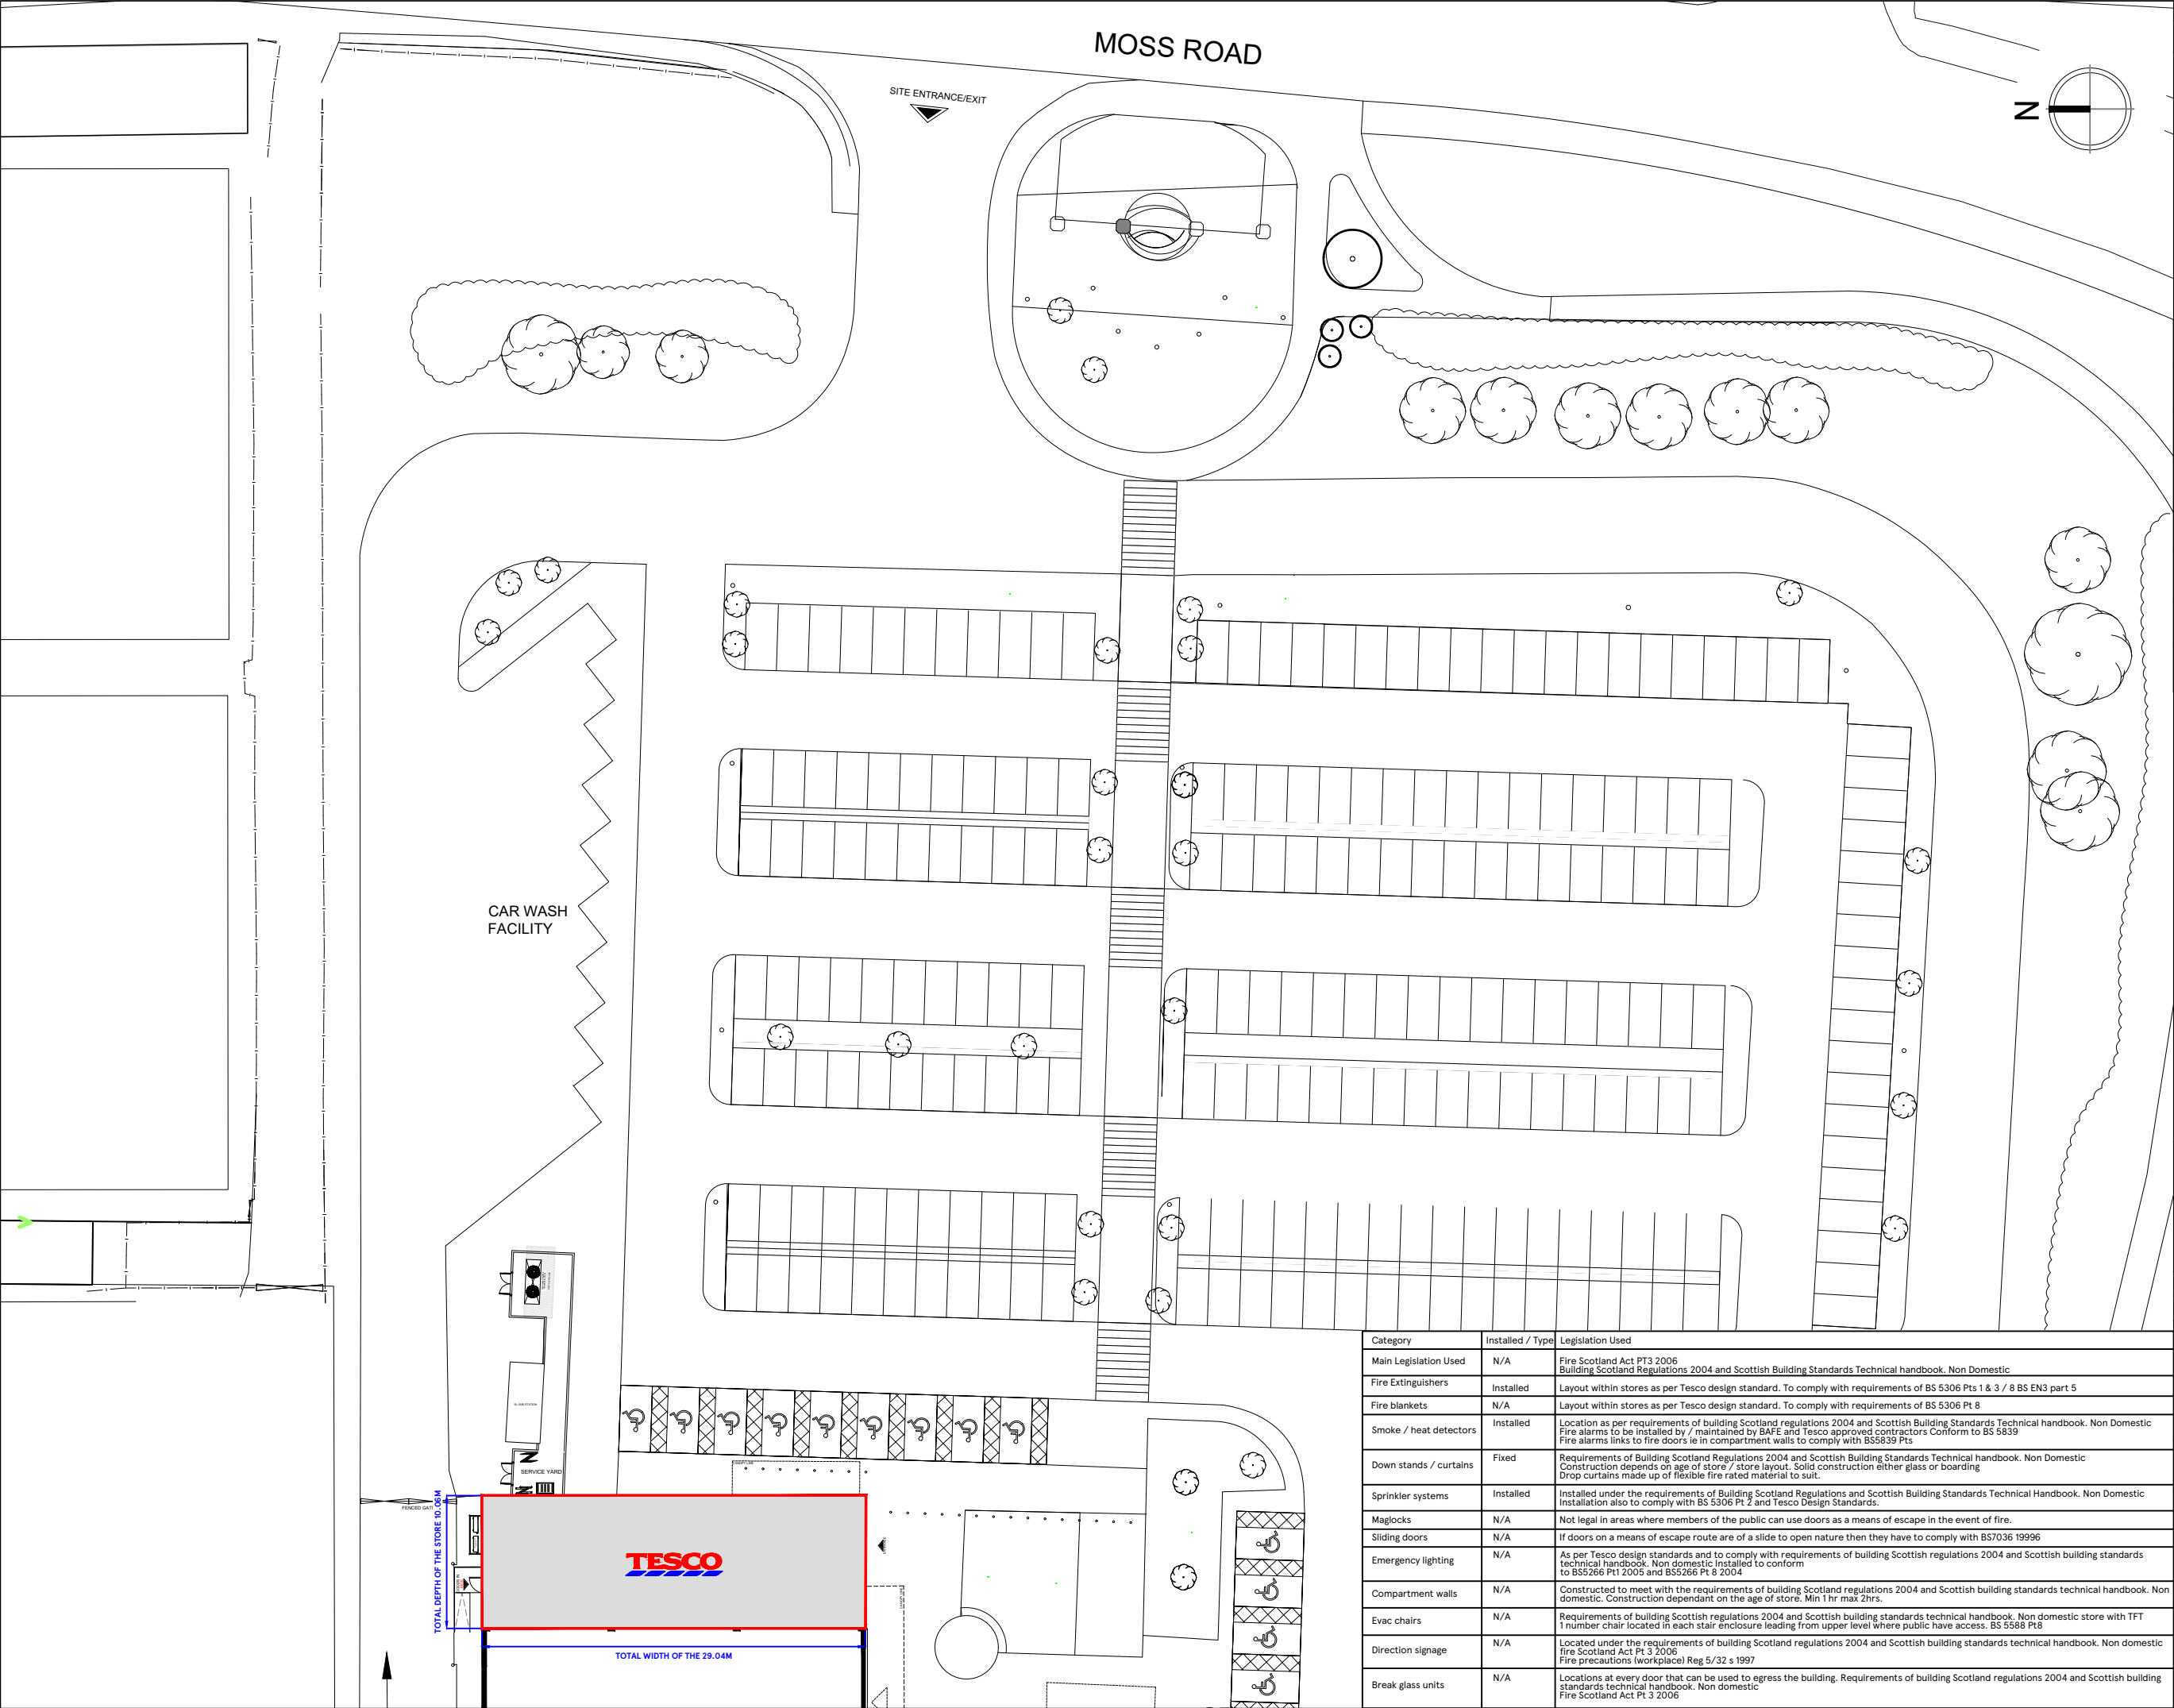 MOSS ROAD
SITE ENTRANCE/EXIT
N
CAR WASH
FACILITY
SERVICE YARD
N
TESCO
TOTAL DEPTH OF THE STORE 10.06M
TOTAL WIDTH OF THE 29.04M
Category Installed / Type Legislation Used
Main Legislation Used N/A Fire Scotland Act PT3 2006
Building Scotland Regulations 2004 and Scottish Building Standards Technical handbook. Non Domestic
Fire Extinguishers Installed Layout within stores as per Tesco design standard. To comply with requirements of BS 5306 Pts 1 & 3 / 8 BS EN3 part 5
Fire blankets N/A Layout within stores as per Tesco design standard. To comply with requirements of BS 5306 Pt 8
Smoke / heat detectors Installed Location as per requirements of building Scotland regulations 2004 and Scottish Building Standards Technical handbook. Non Domestic
Fire alarms to be installed by / maintained by BAFE and Tesco approved contractors Conform to BS 5839
Fire alarms links to fire doors ie in compartment walls to comply with BS5839 Pts
Down stands / curtains Fixed Requirements of Building Scotland Regulations 2004 and Scottish Building Standards Technical Handbook. Non Domestic
Construction depends on age of store / store layout. Solid construction either glass or boarding
Drop curtains made up of flexible fire rated material to suit.
Sprinkler systems Installed Installed under the requirements of Building Scotland Regulations and Scottish Building Standards Technical Handbook. Non Domestic
Installation also to comply with BS 5306 Pt 2 and Tesco Design Standards.
Maglocks N/A Not legal in areas where members of the public can use doors as a means of escape in the event of fire.
Sliding doors N/A If doors on a means of escape route are of a slide to open nature then they have to comply with BS7036 19996
Emergency lighting N/A As per Tesco design standards and to comply with requirements of building Scottish regulations 2004 and Scottish building standards
technical handbook. Non domestic Installed to conform
to BS5266 Pt1 2005 and BS5266 Pt 8 2004
Compartment walls N/A Constructed to meet with the requirements of building Scotland regulations 2004 and Scottish building standards technical handbook. Non
domestic. Construction dependant on the age of store. Min 1 hr max 2hrs.
Evac chairs N/A Requirements of building Scottish regulations 2004 and Scottish building standards technical handbook. Non domestic store with TFT
1 number chair located in each stair enclosure leading from upper level where public have access. BS 5588 Pt8
Direction signage N/A Located under the requirements of building Scotland regulations 2004 and Scottish building standards technical handbook. Non domestic
fire Scotland Act Pt 3 2006
Fire precautions (workplace) Reg 5/32 s 1997
Break glass units N/A Locations at every door that can be used to egress the building. Requirements of building Scotland regulations 2004 and Scottish building
standards technical handbook. Non domestic
Fire Scotland Act Pt 3 2006